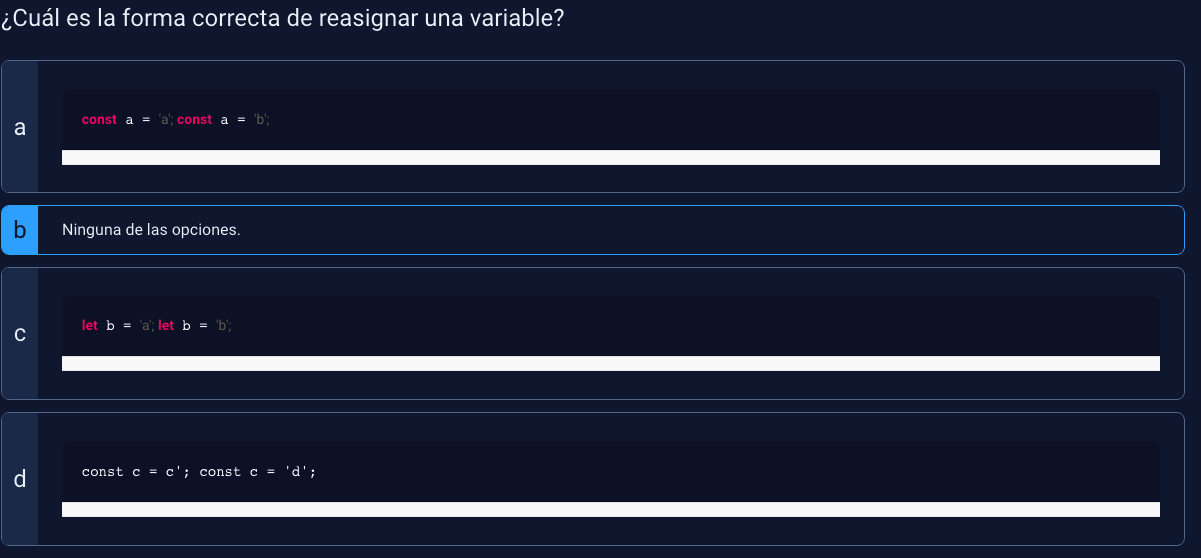 ¿Cuál es la forma correcta de reasignar una variable?
a
const a = 'a'; const a = 'b';
b
Ninguna de las opciones.
c
let b = 'a'; let b = 'b';
d
const c = c'; const c = 'd';